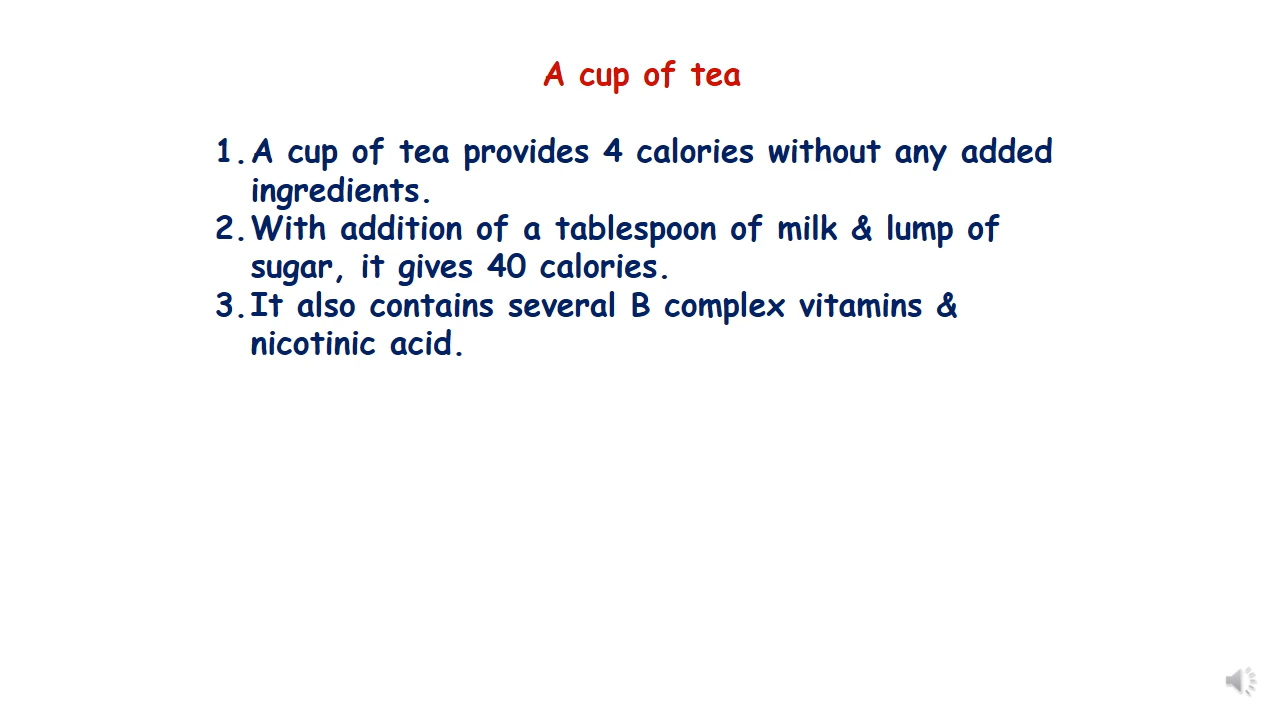 A cup of tea
1. A cup of tea provides 4 calories without any added
ingredients.
2. With addition of a tablespoon of milk & lump of
sugar, it gives 40 calories.
3. It also contains several B complex vitamins &
nicotinic acid.